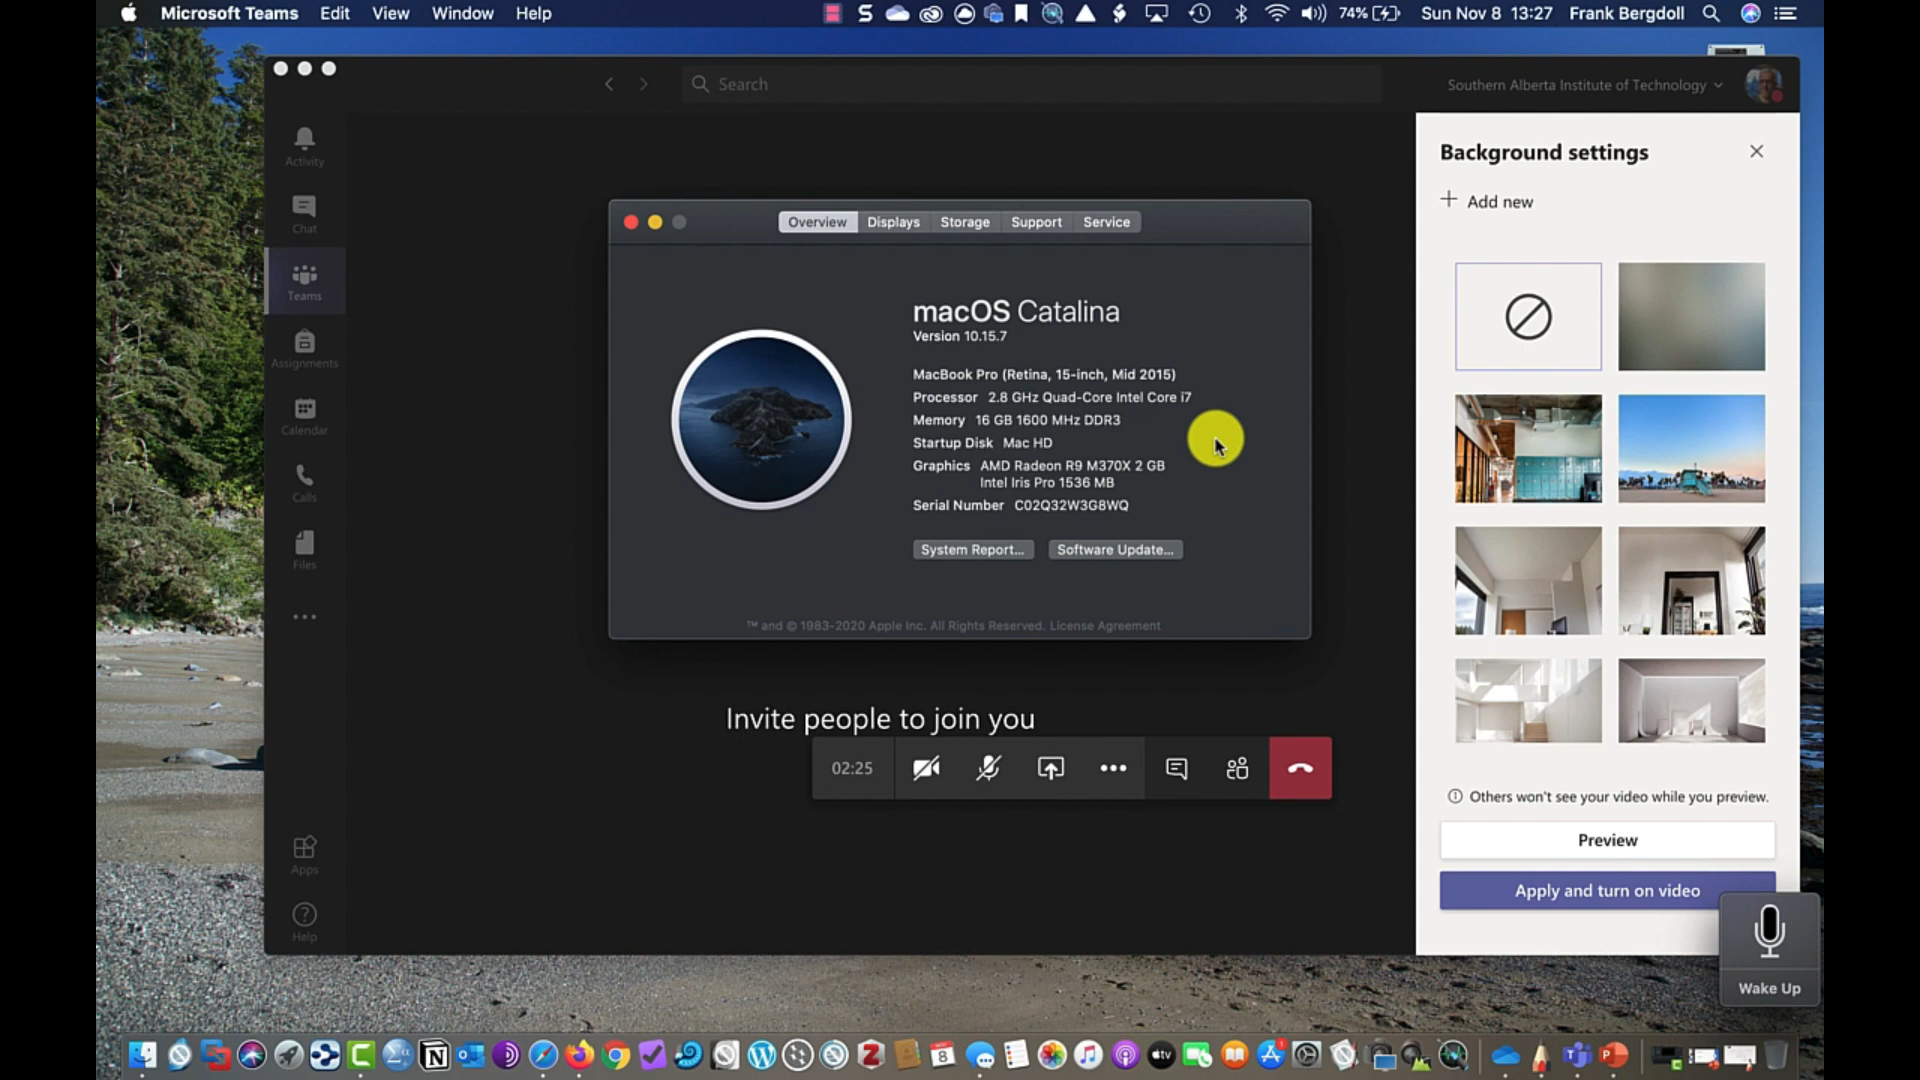 Microsoft Teams Edit View Window Help 74% Sun Nov 8 13:27 Frank Bergdoll
Search
Southern Alberta Institute of Technology
Activity
Chat
Teams
Assignments
Calendar
Calls
Files
Apps
Help
Overview Displays Storage Support Service
macOS Catalina
Version 10.15.7
MacBook Pro (Retina, 15-inch, Mid 2015)
Processor 2.8 GHz Quad-Core Intel Core i7
Memory 16 GB 1600 MHz DDR3
Startup Disk Mac HD
Graphics AMD Radeon R9 M370X 2 GB
Intel Iris Pro 1536 MB
Serial Number C02Q32W3G8WQ
System Report... Software Update...
™ and © 1983-2020 Apple Inc. All Rights Reserved. License Agreement
Invite people to join you
02:25
Background settings
+ Add new
Others won't see your video while you preview.
Preview
Apply and turn on video
Wake Up